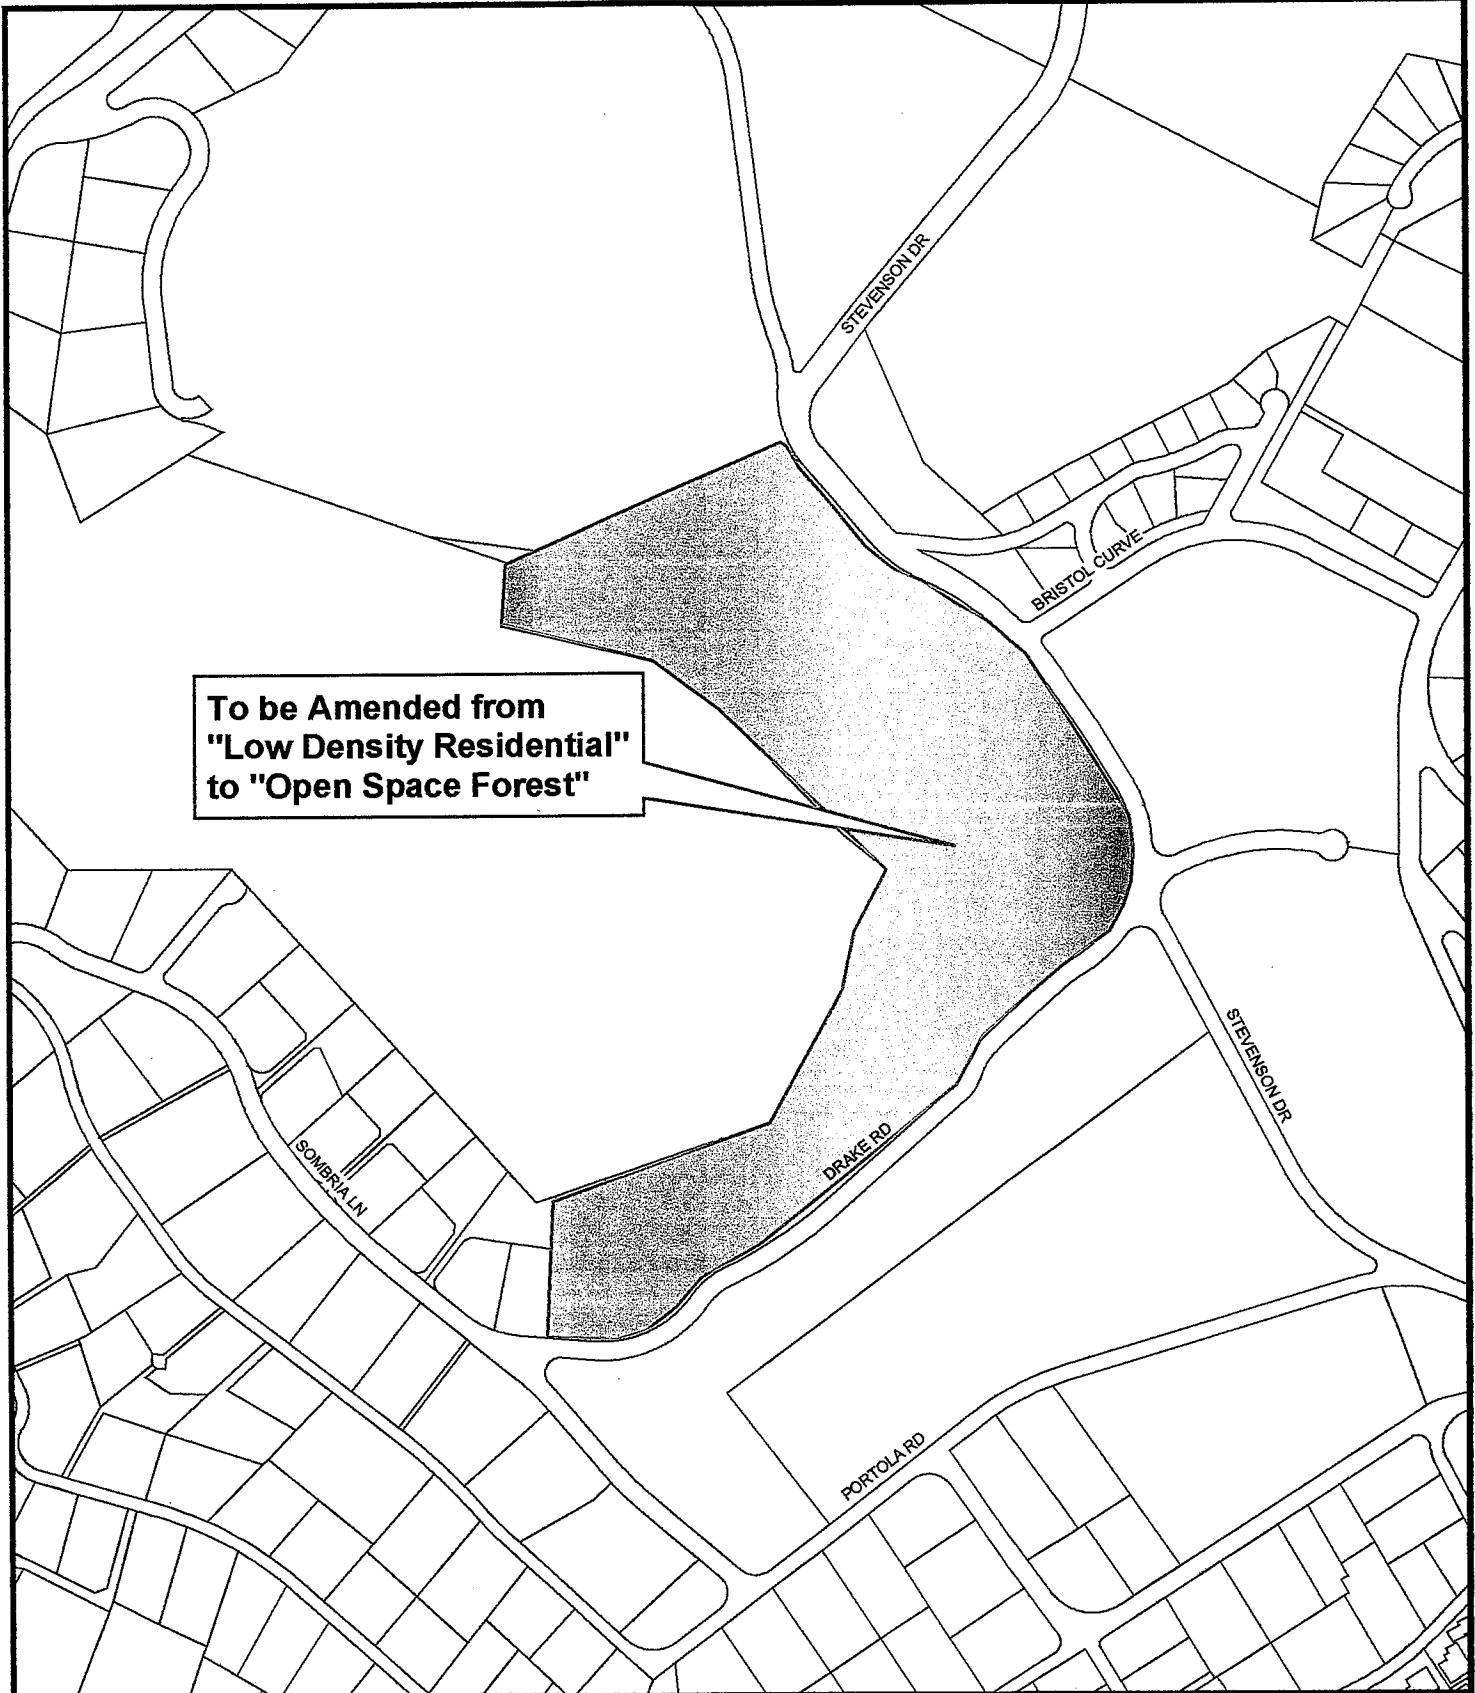 STEVENSON DR
BRISTOL CURVE
To be Amended from
"Low Density Residential"
to "Open Space Forest"
STEVENSON DR
DRAKE RD
SOMBRIA LN
PORTOLA RD